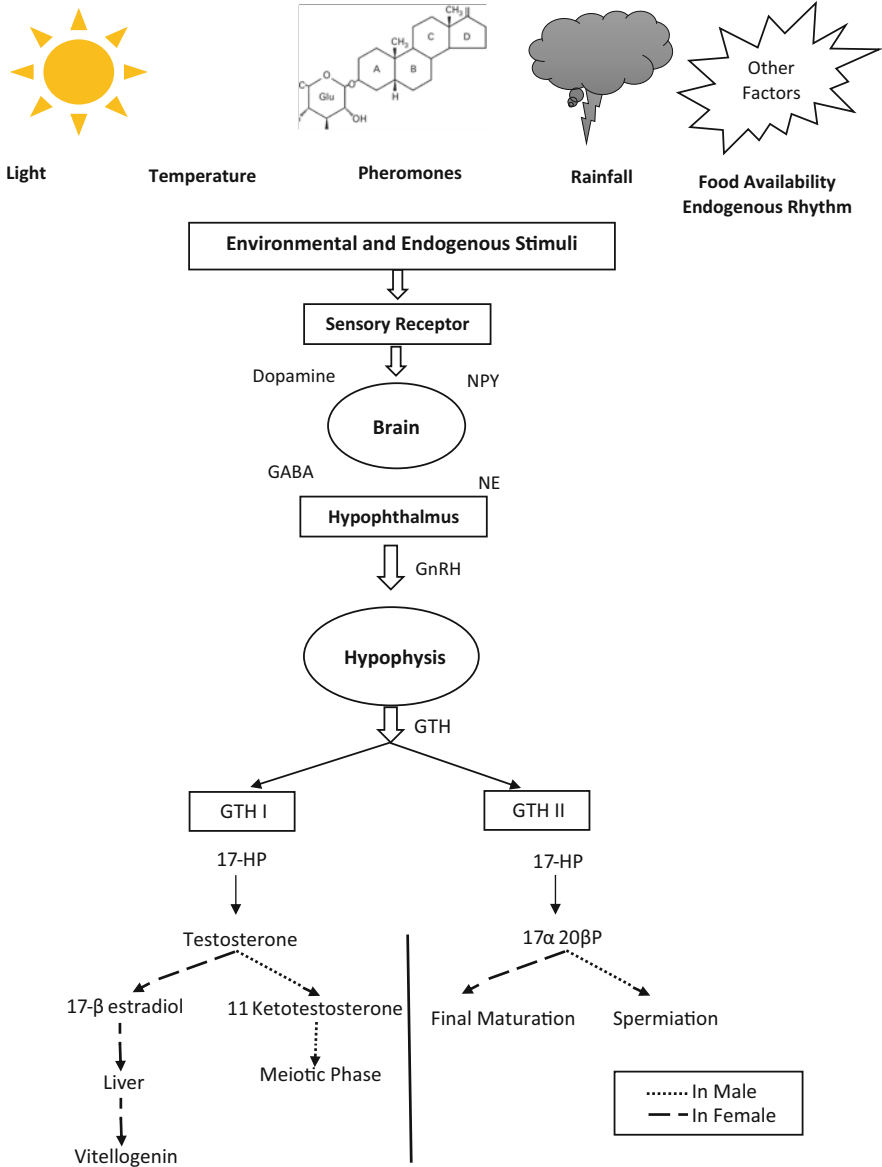 CH₃
C
D
CH₃
A
B
O
O
C
Glu
H
OH
Other
Factors
Light
Temperature
Pheromones
Rainfall
Food Availability
Endogenous Rhythm
Environmental and Endogenous Stimuli
Sensory Receptor
Dopamine
NPY
Brain
GABA
NE
Hypophthalmus
GnRH
Hypophysis
GTH
GTH I
GTH II
17-HP
17-HP
Testosterone
17α 20βP
17-β estradiol
11 Ketotestosterone
Final Maturation
Spermiation
Liver
Meiotic Phase
In Male
In Female
Vitellogenin